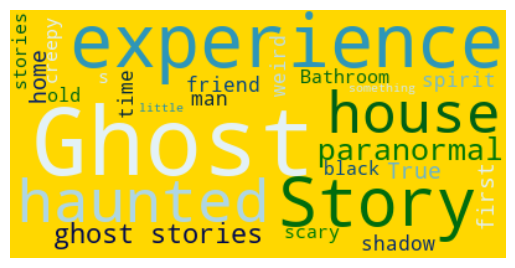 experience
stories
creepy
home
weird
Bathroom
spirit
s
time
friend
something
old
man
little
house
Ghost
paranormal
black
True
haunted
Story
first
ghost stories
scary
shadow